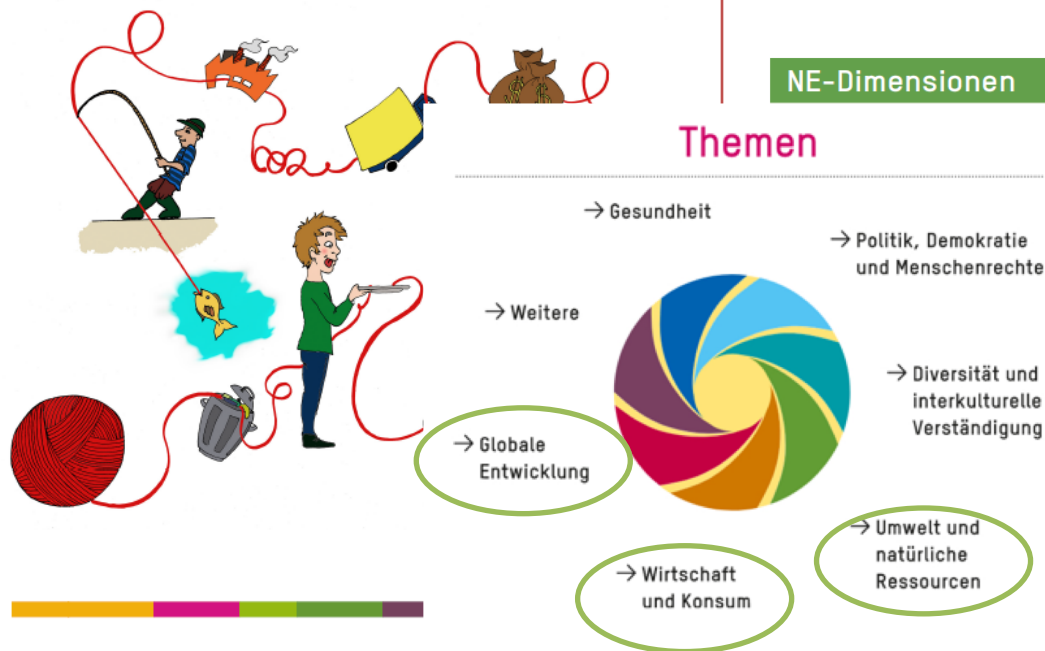 NE-Dimensionen
Themen
→ Gesundheit
→ Politik, Demokratie
und Menschenrechte
→ Weitere
→ Diversität und
interkulturelle
Verständigung
→ Globale
Entwicklung
→ Umwelt und
natürliche
Ressourcen
→ Wirtschaft
und Konsum
$ $